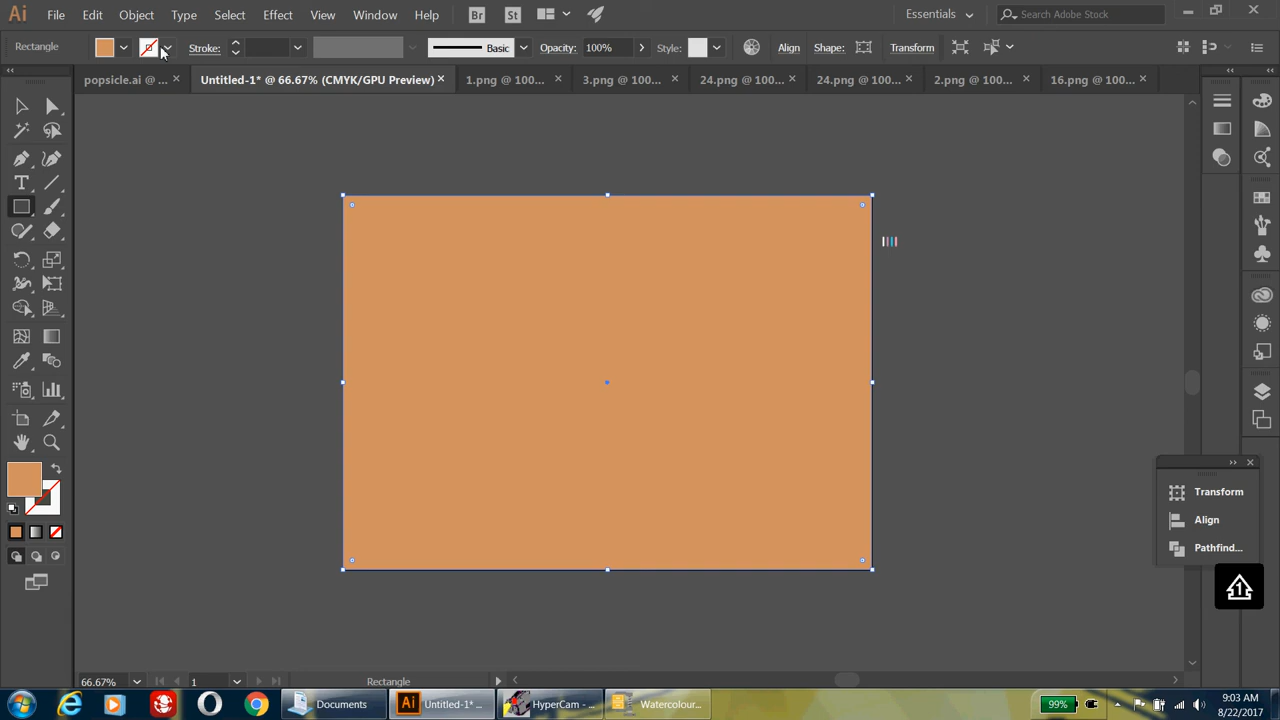 Ai File Edit Object Type Select Effect View Window Help Br St Essentials Search Adobe Stock
Rectangle Stroke: Basic Opacity: 100% Style: Align Shape: Transform
popsicle.ai @ ... × Untitled-1* @ 66.67% (CMYK/GPU Preview) × 1.png @ 100... × 3.png @ 100... × 24.png @ 100... × 24.png @ 100... × 2.png @ 100... × 16.png @ 100... ×
T
Transform
Align
Pathfind...
1
66.67% 1 Rectangle
Documents Ai Untitled-1* ... HyperCam - ... Watercolour... 99% 9:03 AM
8/22/2017